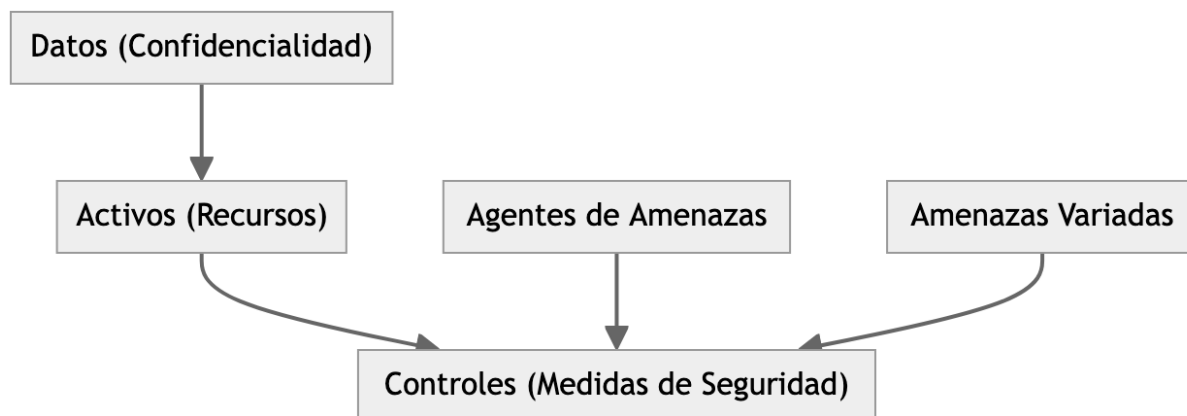 Datos (Confidencialidad)
Activos (Recursos)
Agentes de Amenazas
Amenazas Variadas
Controles (Medidas de Seguridad)